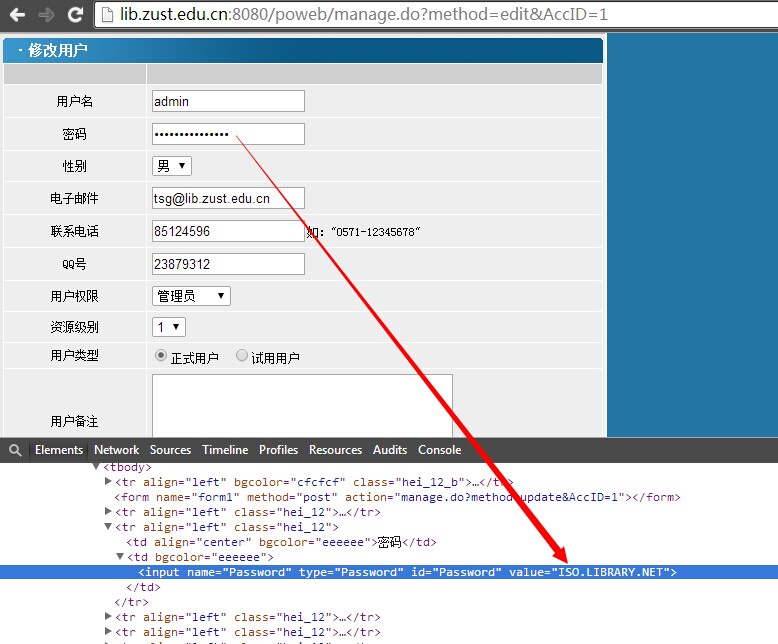 lib.zust.edu.cn:8080/poweb/manage.do?method=edit&AccID=1
· 修改用户
用户名 admin
密码 •••••••••••••••
性别 男 ▼
电子邮件 tsg@lib.zust.edu.cn
联系电话 85124596 如: "0571-12345678"
QQ号 23879312
用户权限 管理员 ▼
资源级别 1 ▼
用户类型 正式用户 试用用户
用户备注
Elements Network Sources Timeline Profiles Resources Audits Console
▼<tbody>
▶<tr align="left" bgcolor="cfcfcf" class="hei_12_b">…</tr>
<form name="form1" method="post" action="manage.do?method=update&AccID=1"></form>
▶<tr align="left" class="hei_12">…</tr>
▼<tr align="left" class="hei_12">
<td align="center" bgcolor="eeeeee">密码</td>
▼<td bgcolor="eeeeee">
<input name="Password" type="Password" id="Password" value="ISO.LIBRARY.NET">
</td>
</tr>
▶<tr align="left" class="hei_12">…</tr>
▶<tr align="left" class="hei_12">…</tr>